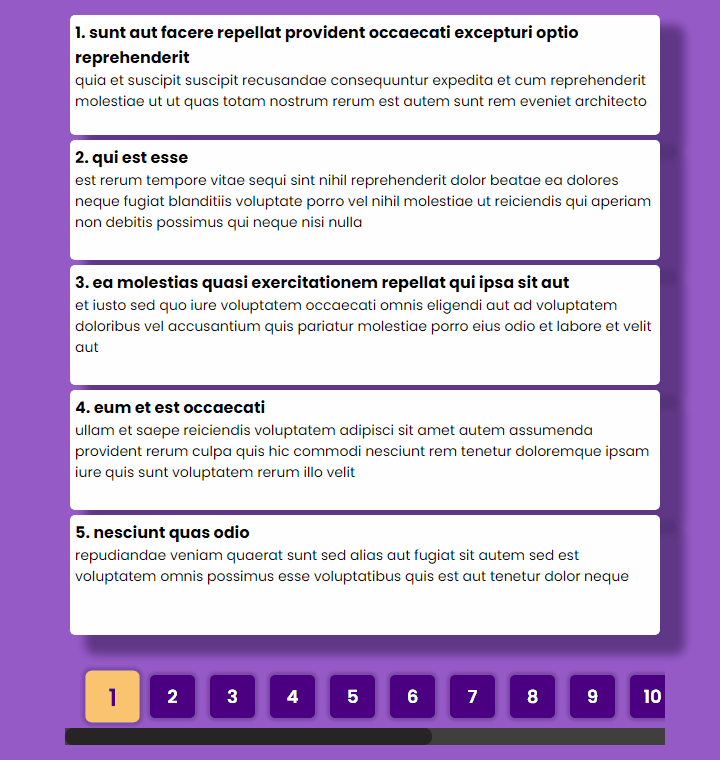 1. sunt aut facere repellat provident occaecati excepturi optio
reprehenderit
quia et suscipit suscipit recusandae consequuntur expedita et cum reprehenderit
molestiae ut ut quas totam nostrum rerum est autem sunt rem eveniet architecto
2. qui est esse
est rerum tempore vitae sequi sint nihil reprehenderit dolor beatae ea dolores
neque fugiat blanditiis voluptate porro vel nihil molestiae ut reiciendis qui aperiam
non debitis possimus qui neque nisi nulla
3. ea molestias quasi exercitationem repellat qui ipsa sit aut
et iusto sed quo iure voluptatem occaecati omnis eligendi aut ad voluptatem
doloribus vel accusantium quis pariatur molestiae porro eius odio et labore et velit
aut
4. eum et est occaecati
ullam et saepe reiciendis voluptatem adipisci sit amet autem assumenda
provident rerum culpa quis hic commodi nesciunt rem tenetur doloremque ipsam
iure quis sunt voluptatem rerum illo velit
5. nesciunt quas odio
repudiandae veniam quaerat sunt sed alias aut fugiat sit autem sed est
voluptatem omnis possimus esse voluptatibus quis est aut tenetur dolor neque
1 2 3 4 5 6 7 8 9 10